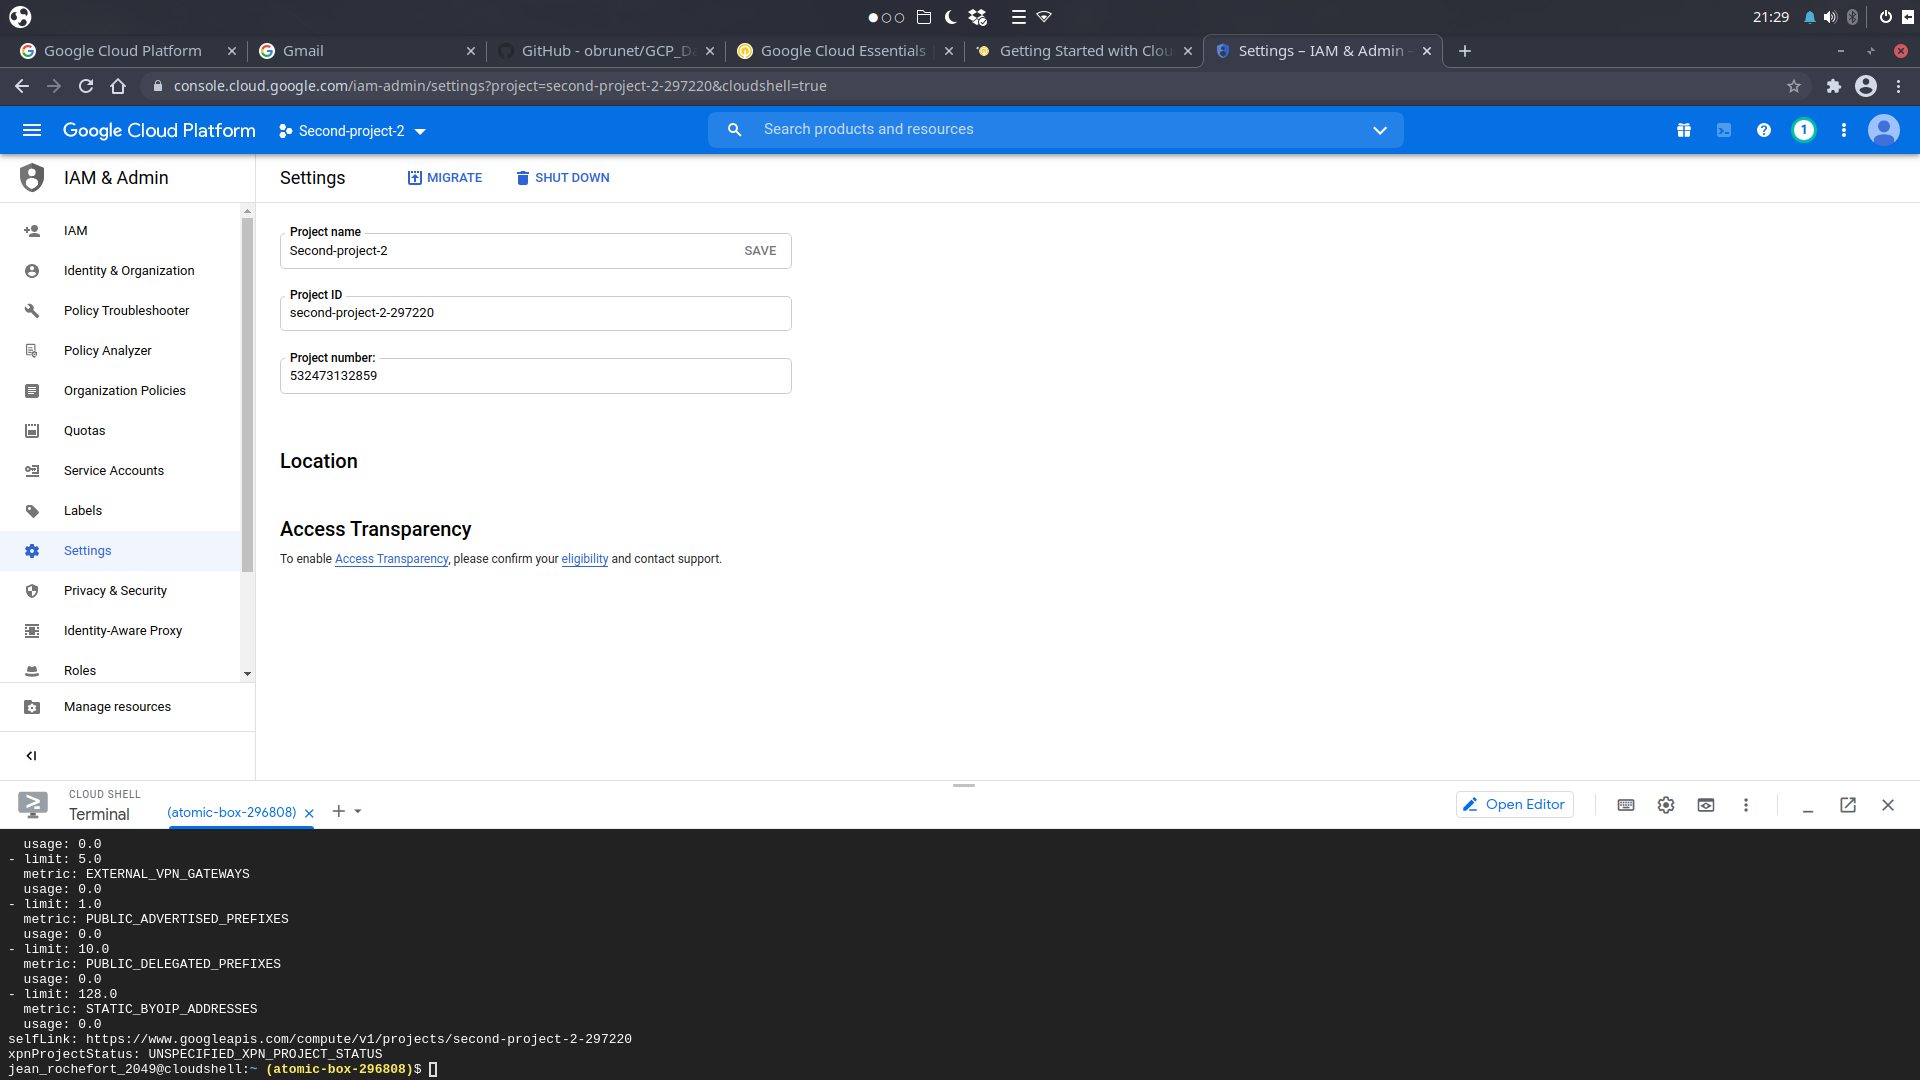 21:29
Google Cloud Platform
Gmail
GitHub - obrunet/GCP_Da
Google Cloud Essentials
Getting Started with Clou
Settings – IAM & Admin -
console.cloud.google.com/iam-admin/settings?project=second-project-2-297220&cloudshell=true
Google Cloud Platform
Second-project-2
Search products and resources
1
IAM & Admin
Settings
MIGRATE
SHUT DOWN
IAM
Identity & Organization
Policy Troubleshooter
Policy Analyzer
Organization Policies
Quotas
Service Accounts
Labels
Settings
Privacy & Security
Identity-Aware Proxy
Roles
Manage resources
Project name
Second-project-2
SAVE
Project ID
second-project-2-297220
Project number:
532473132859
Location
Access Transparency
To enable Access Transparency, please confirm your eligibility and contact support.
CLOUD SHELL
Terminal
(atomic-box-296808)
Open Editor
usage: 0.0
- limit: 5.0
metric: EXTERNAL_VPN_GATEWAYS
usage: 0.0
- limit: 1.0
metric: PUBLIC_ADVERTISED_PREFIXES
usage: 0.0
- limit: 10.0
metric: PUBLIC_DELEGATED_PREFIXES
usage: 0.0
- limit: 128.0
metric: STATIC_BYOIP_ADDRESSES
usage: 0.0
selfLink: https://www.googleapis.com/compute/v1/projects/second-project-2-297220
xpnProjectStatus: UNSPECIFIED_XPN_PROJECT_STATUS
jean_rochefort_2049@cloudshell:~ (atomic-box-296808)$